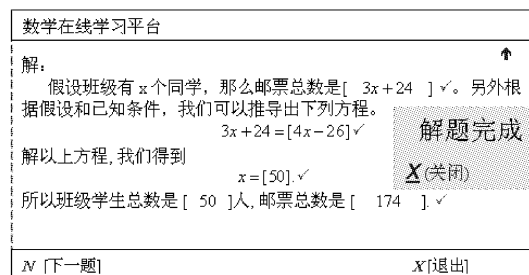 数学在线学习平台
解：
假设班级有 x 个同学，那么邮票总数是[ 3x+24 ] ✓。另外根
据假设和已知条件，我们可以推导出下列方程。
3x+24=[4x-26] ✓
解以上方程,我们得到
x=[50]. ✓
所以班级学生总数是 [ 50 ]人, 邮票总数是 [ 174 ]. ✓
解题完成
X(关闭)
N [下一题]
X[退出]